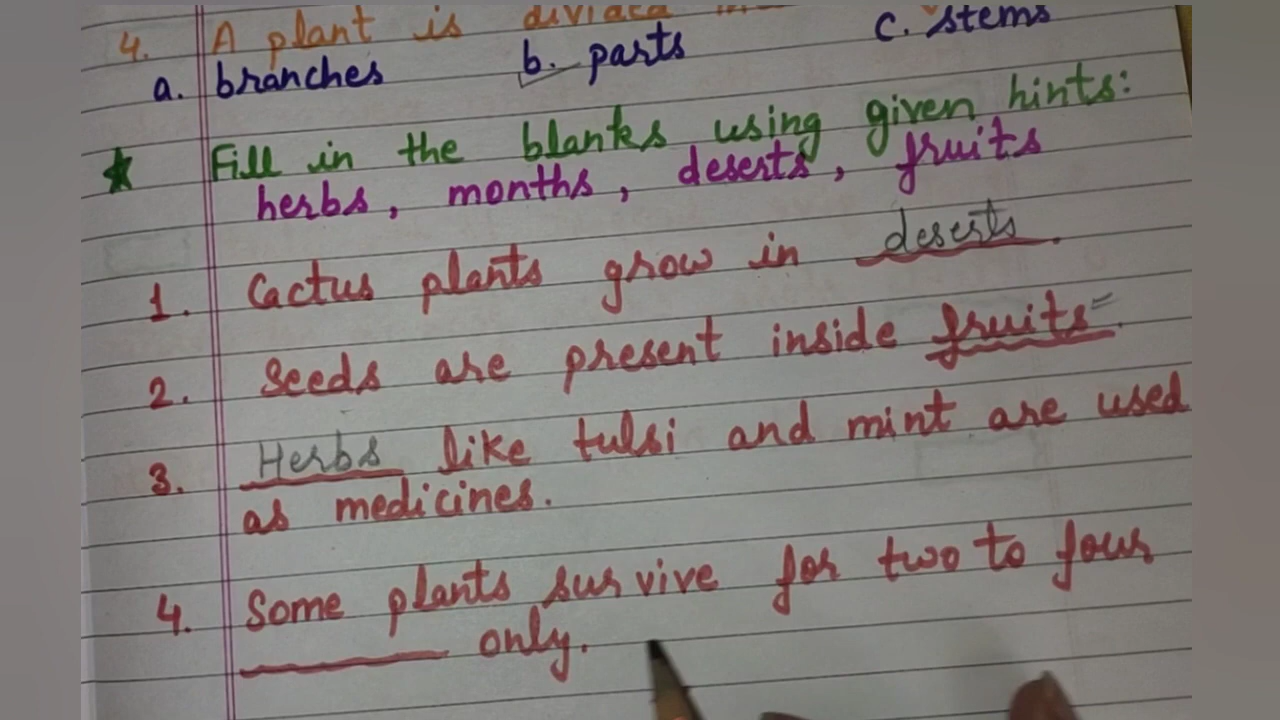 4. A plant is divided
a. branches b. parts c. stems
★ Fill in the blanks using given hints:
herbs, months, deserts, fruits
1. Cactus plants grow in deserts.
2. Seeds are present inside fruits.
3. Herbs like tulsi and mint are used
as medicines.
4. Some plants survive for two to four
________ only.